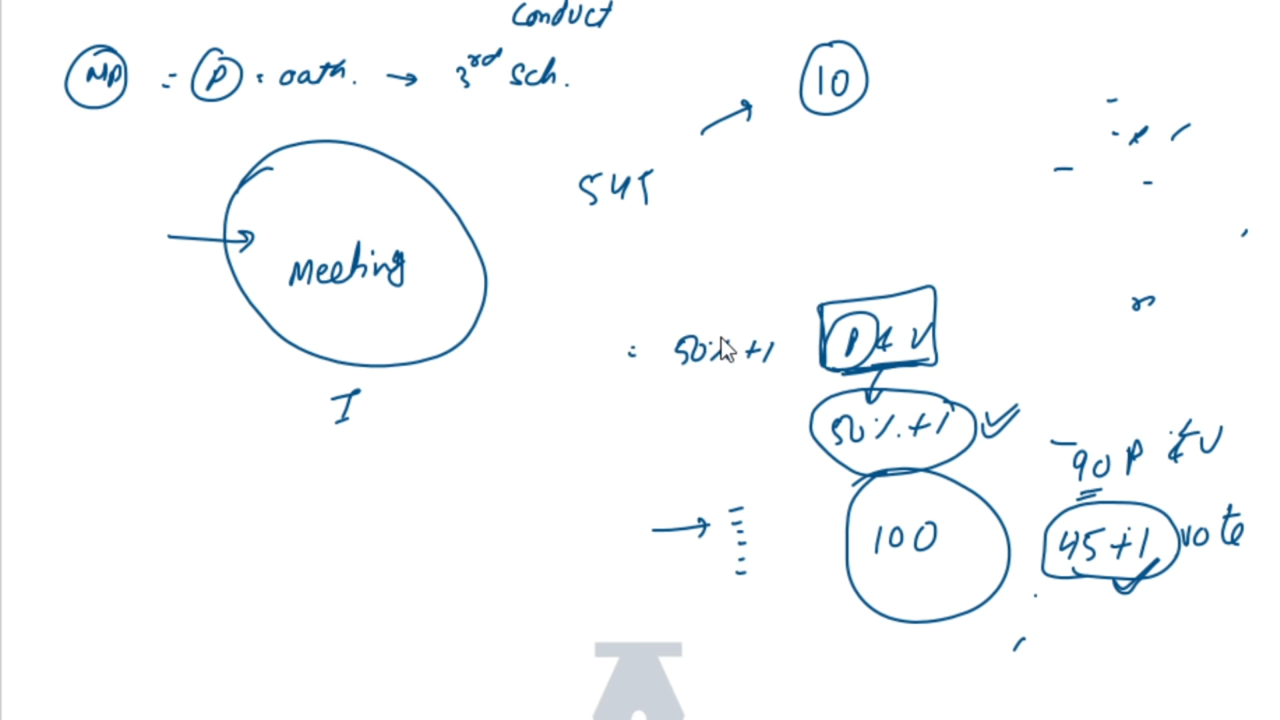 Conduct
MP = P : oath. → 3rd Sch.
10
545
Meeting
I
= 50% +1 P & V
50% +1
90 P & V
100
45+1 vote